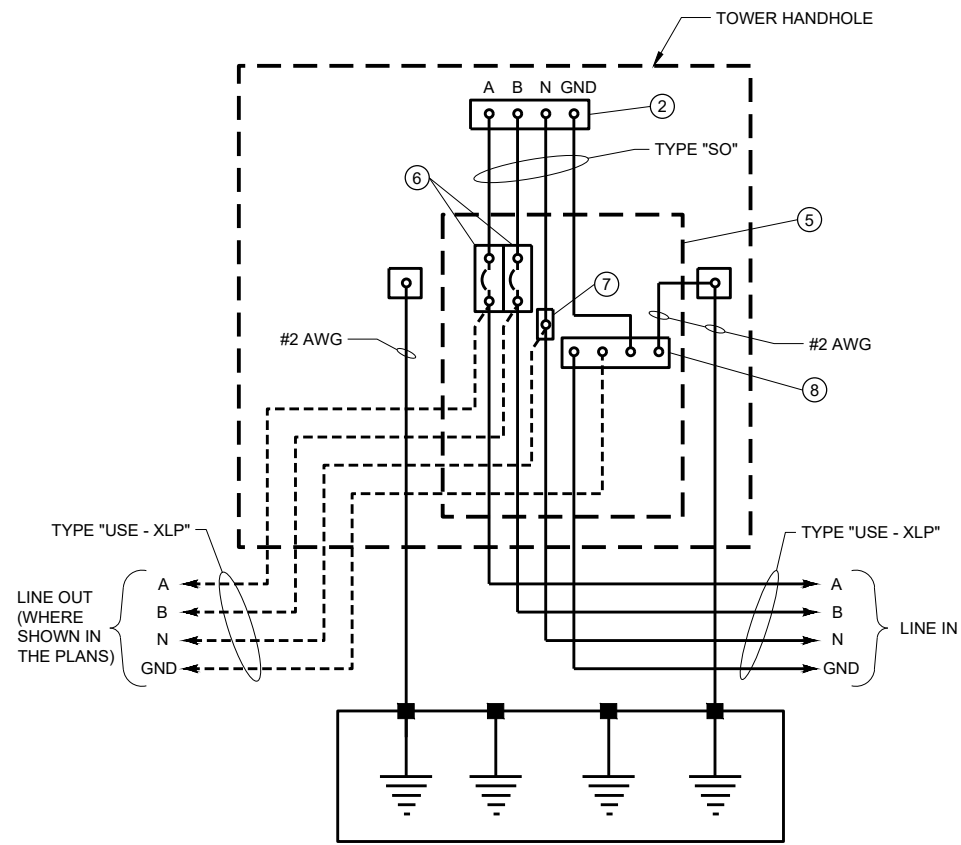 TOWER HANDHOLE
A B N GND
2
TYPE "SO"
6
5
7
#2 AWG
#2 AWG
8
TYPE "USE - XLP"
TYPE "USE - XLP"
LINE OUT
(WHERE
SHOWN IN
THE PLANS)
A
B
N
GND
A
B
N
GND
LINE IN